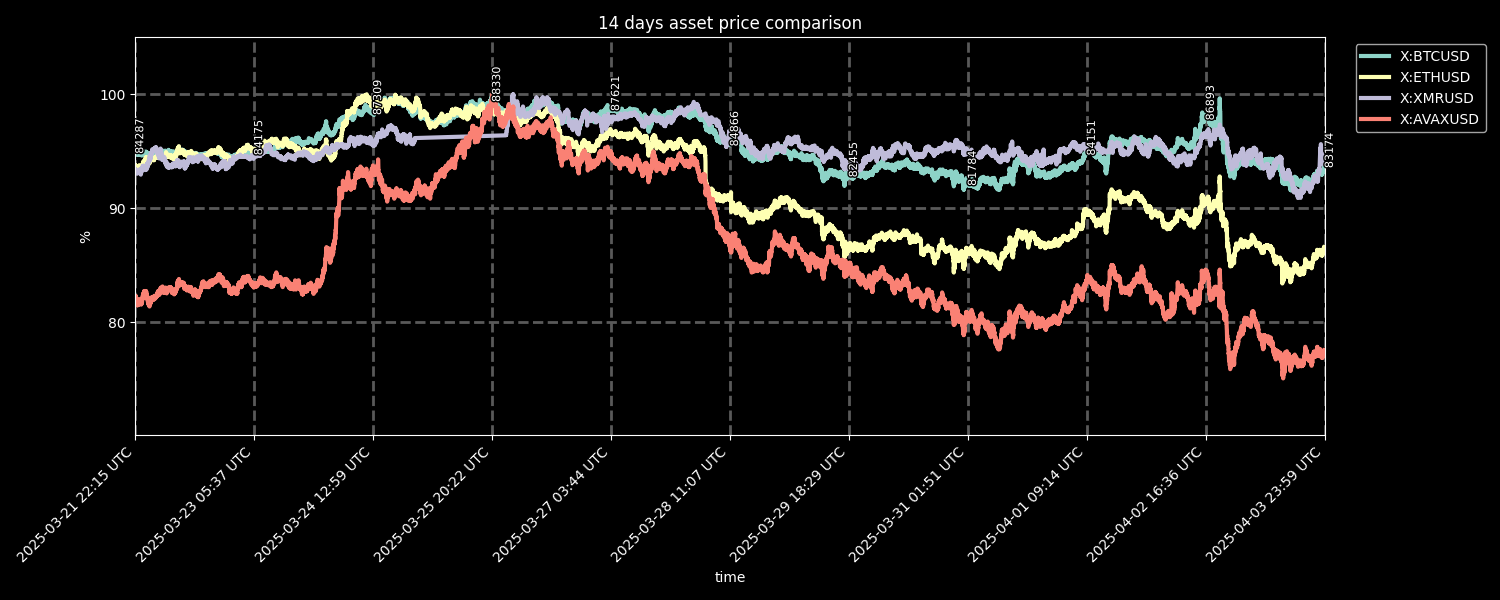 14 days asset price comparison
X:BTCUSD
X:ETHUSD
X:XMRUSD
X:AVAXUSD
100
90
80
%
84287
84175
87309
88330
87621
84866
82455
81784
84151
86893
83174
2025-03-21 22:15 UTC
2025-03-23 05:37 UTC
2025-03-24 12:59 UTC
2025-03-25 20:22 UTC
2025-03-27 03:44 UTC
2025-03-28 11:07 UTC
2025-03-29 18:29 UTC
2025-03-31 01:51 UTC
2025-04-01 09:14 UTC
2025-04-02 16:36 UTC
2025-04-03 23:59 UTC
time